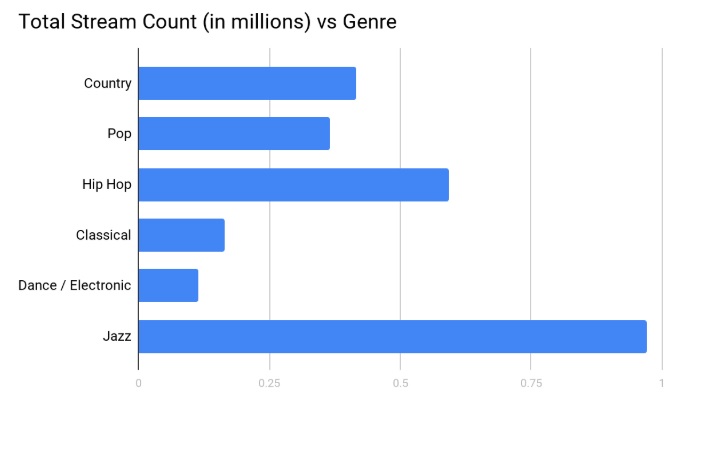 Total Stream Count (in millions) vs Genre
Country
Pop
Hip Hop
Classical
Dance / Electronic
Jazz
0 0.25 0.5 0.75 1